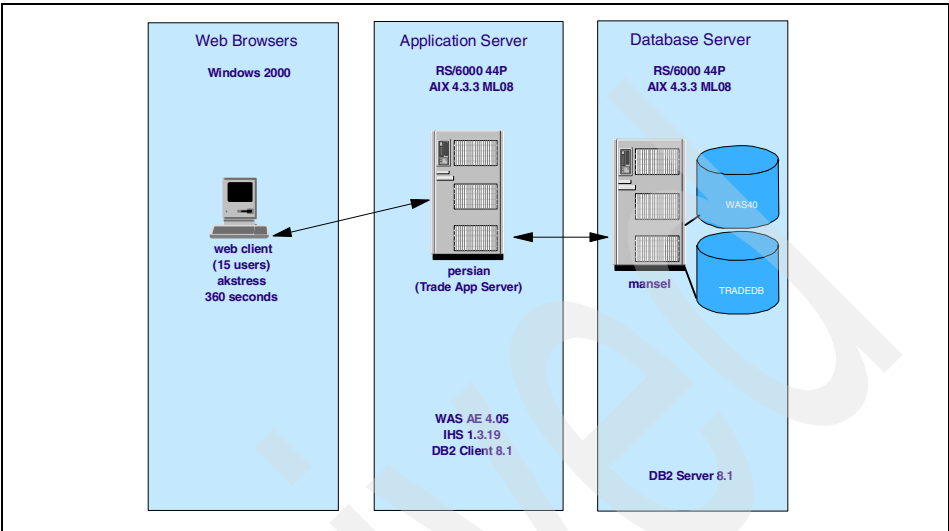 Web Browsers
Windows 2000
web client
(15 users)
akstress
360 seconds
Application Server
RS/6000 44P
AIX 4.3.3 ML08
persian
(Trade App Server)
WAS AE 4.05
IHS 1.3.19
DB2 Client 8.1
Database Server
RS/6000 44P
AIX 4.3.3 ML08
mansel
WAS40
TRADEDB
DB2 Server 8.1
ived